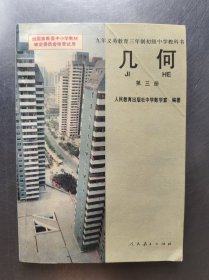 九年义务教育三年制初级中学教科书
经国家教委中小学教材
审定委员会审查试用
几何
JI HE
第三册
人民教育出版社中学数学室 编著
人民教育出版社